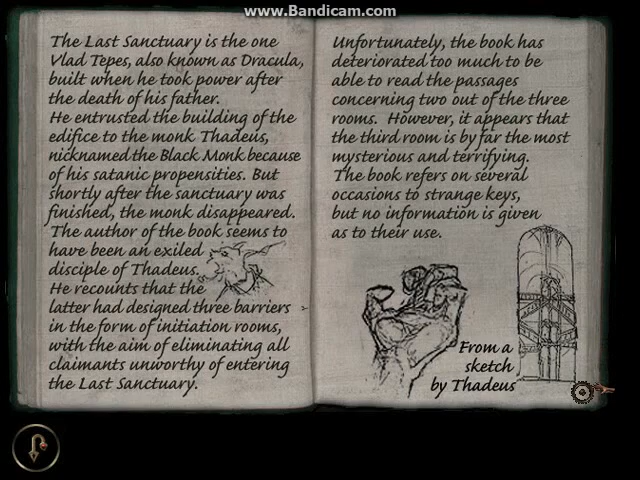 www.Bandicam.com
The Last Sanctuary is the one
Vlad Tepes, also known as Dracula,
built when he took power after
the death of his father.
He entrusted the building of the
edifice to the monk Thadeus,
nicknamed the Black Monk because
of his satanic propensities. But
shortly after the sanctuary was
finished, the monk disappeared.
The author of the book seems to
have been an exiled
disciple of Thadeus.
He recounts that the
latter had designed three barriers
in the form of initiation rooms,
with the aim of eliminating all
claimants unworthy of entering
the Last Sanctuary.
Unfortunately, the book has
deteriorated too much to be
able to read the passages
concerning two out of the three
rooms. However, it appears that
the third room is by far the most
mysterious and terrifying.
The book refers on several
occasions to strange keys,
but no information is given
as to their use.
From a
sketch
by Thadeus